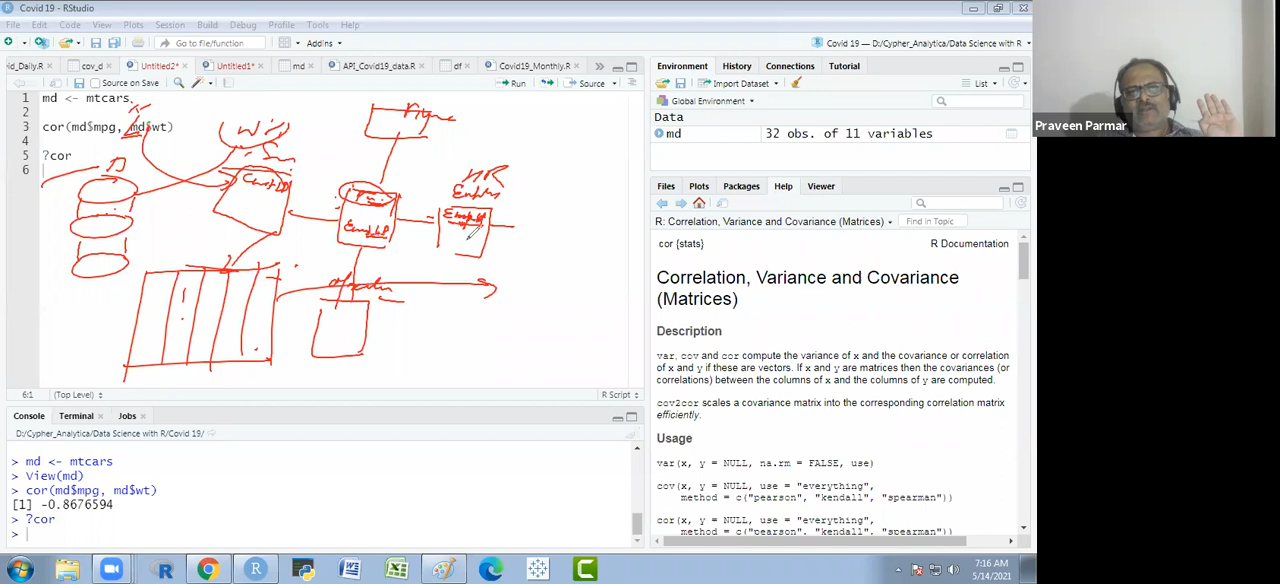 Covid 19 - RStudio
File Edit Code View Plots Session Build Debug Profile Tools Help
Go to file/function Addins
Covid 19 — D:/Cypher_Analytica/Data Science with R/
id_Daily.R cov_d Untitled2* Untitled1* md API_Covid19_data.R df Covid19_Monthly.R
Source on Save Run Source
1 md <- mtcars
2
3 cor(md$mpg, md$wt)
4
5 ?cor
6
Time
HR
6:1 (Top Level) R Script
Console Terminal Jobs
D:/Cypher_Analytica/Data Science with R/Covid 19/
> md <- mtcars
> View(md)
> cor(md$mpg, md$wt)
[1] -0.8676594
> ?cor
>
Environment History Connections Tutorial
Import Dataset List
Global Environment
Data
md 32 obs. of 11 variables
Files Plots Packages Help Viewer
R: Correlation, Variance and Covariance (Matrices) Find in Topic
cor {stats} R Documentation
Correlation, Variance and Covariance
(Matrices)
Description
var, cov and cor compute the variance of x and the covariance or correlation
of x and y if these are vectors. If x and y are matrices then the covariances (or
correlations) between the columns of x and the columns of y are computed.
cov2cor scales a covariance matrix into the corresponding correlation matrix
efficiently.
Usage
var(x, y = NULL, na.rm = FALSE, use)
cov(x, y = NULL, use = "everything",
method = c("pearson", "kendall", "spearman"))
cor(x, y = NULL, use = "everything",
method = c("pearson", "kendall", "spearman"))
Praveen Parmar
7:16 AM
5/14/2021